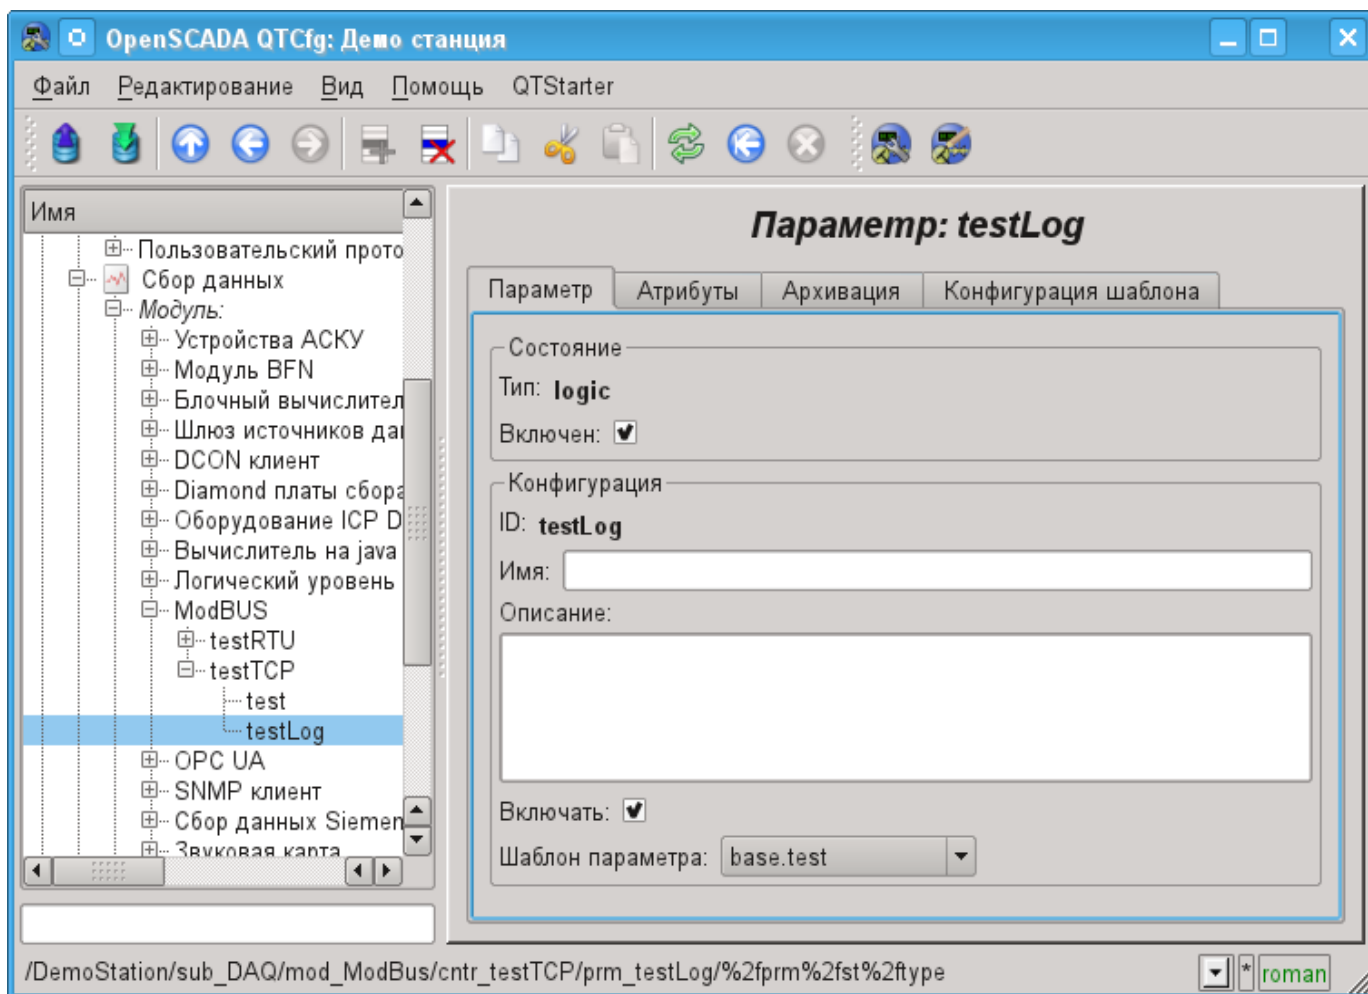 OpenSCADA QTCfg: Демо станция
Файл Редактирование Вид Помощь QTStarter
Имя
Пользовательский прото
Сбор данных
Модуль:
Устройства АСКУ
Модуль BFN
Блочный вычислител
Шлюз источников да
DCON клиент
Diamond платы сбора
Оборудование ICP D
Вычислитель на java
Логический уровень
ModBUS
testRTU
testTCP
test
testLog
OPC UA
SNMP клиент
Сбор данных Siemen
Звуковая карта
Параметр: testLog
Параметр Атрибуты Архивация Конфигурация шаблона
Состояние
Тип: logic
Включен:
Конфигурация
ID: testLog
Имя:
Описание:
Включать:
Шаблон параметра: base.test
/DemoStation/sub_DAQ/mod_ModBus/cntr_testTCP/prm_testLog/%2fprm%2fst%2ftype
* roman